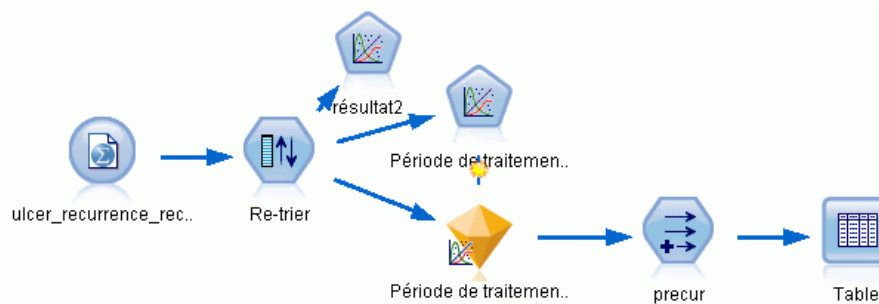 résultat2
Période de traitemen..
ulcer_recurrence_rec..
Re-trier
Période de traitemen..
precur
Table